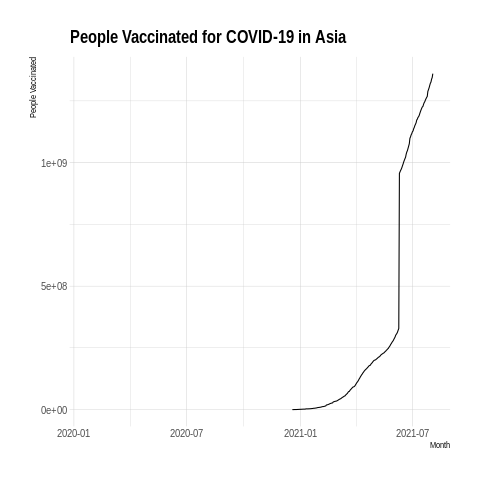 People Vaccinated for COVID-19 in Asia
People Vaccinated
1e+09
5e+08
0e+00
2020-01 2020-07 2021-01 2021-07
Month